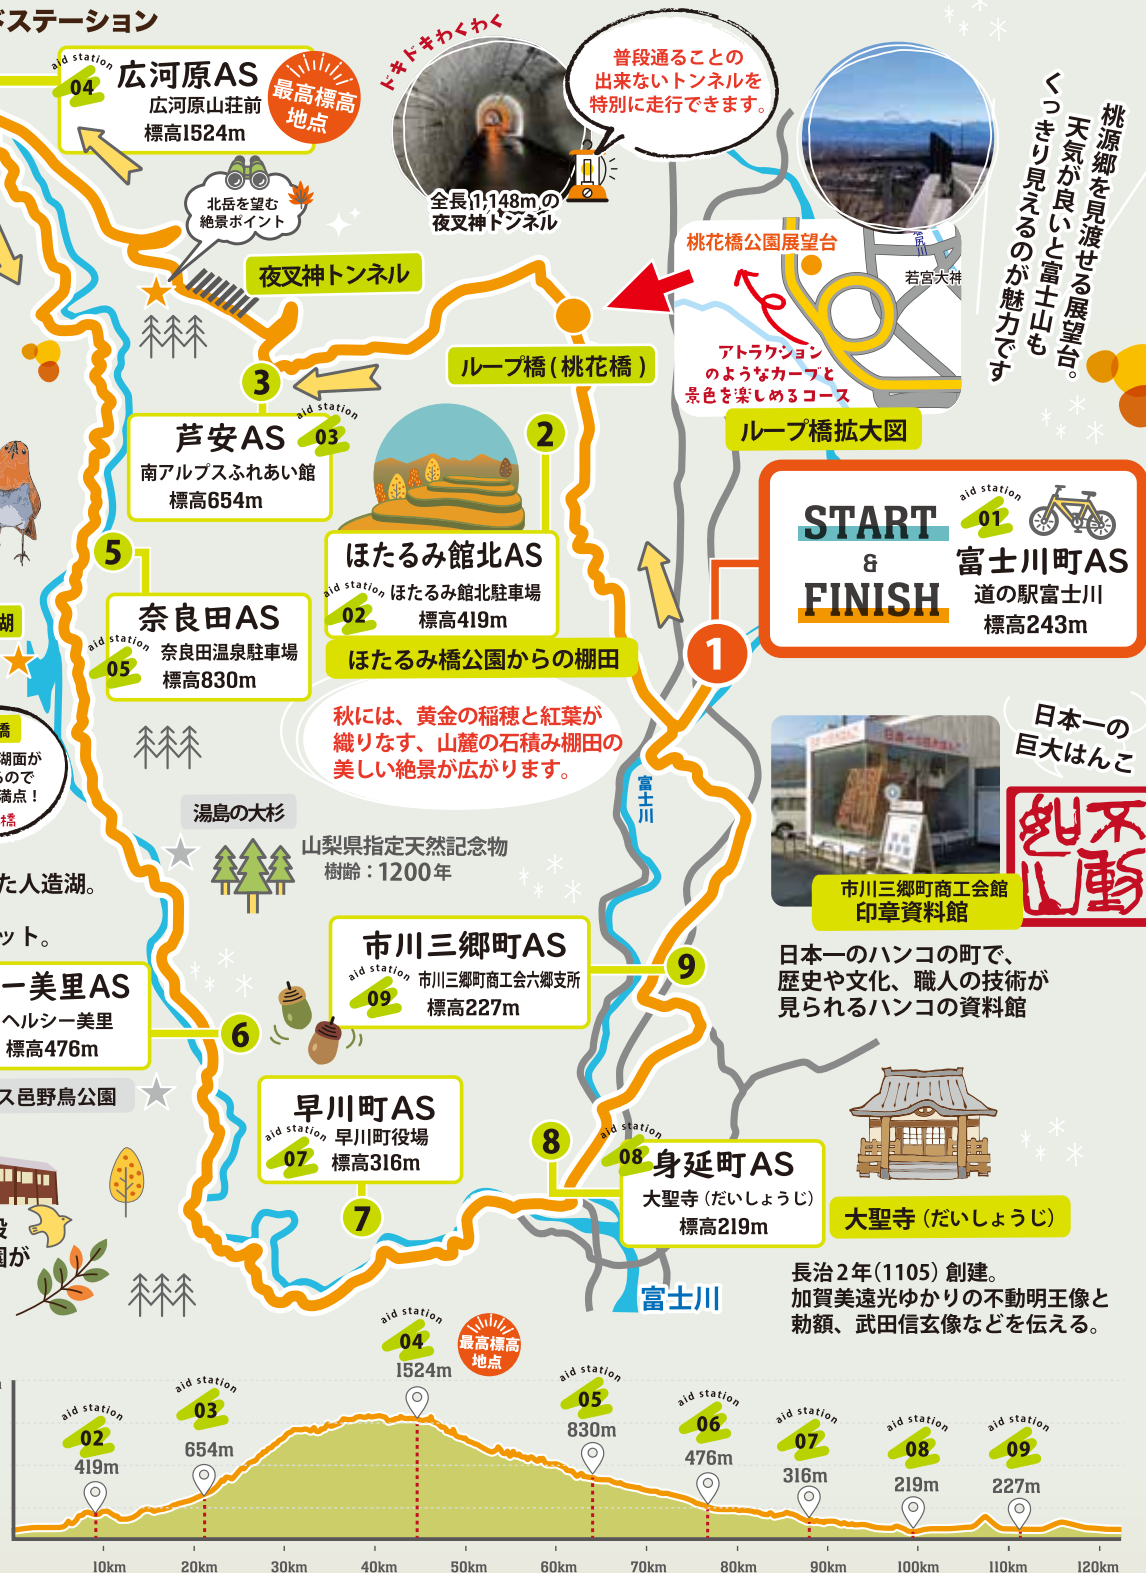 ドステーション
aid station
04
広河原AS
広河原山荘前
標高1524m
最高標高
地点
北岳を望む
絶景ポイント
ドキドキわくわく
普段通ることの
出来ないトンネルを
特別に走行できます。
全長1,148mの
夜叉神トンネル
桃源郷を見渡せる展望台。
天気が良いと富士山も
くっきり見えるのが魅力です
桃花橋公園展望台
若宮大神
アトラクション
のようなカーブと
景色を楽しめるコース
ループ橋拡大図
夜叉神トンネル
ループ橋(桃花橋)
3
aid station
03
芦安AS
南アルプスふれあい館
標高654m
2
ほたるみ館北AS
aid station
02
ほたるみ館北駐車場
標高419m
ほたるみ橋公園からの棚田
秋には、黄金の稲穂と紅葉が
織りなす、山麓の石積み棚田の
美しい絶景が広がります。
START
&
FINISH
aid station
01
富士川町AS
道の駅富士川
標高243m
1
5
奈良田AS
aid station
05
奈良田温泉駐車場
標高830m
湖
橋
湖面が
るので
満点！
橋
富士川
日本一の
巨大はんこ
市川三郷町商工会館
印章資料館
日本一のハンコの町で、
歴史や文化、職人の技術が
見られるハンコの資料館
湯島の大杉
山梨県指定天然記念物
樹齢：1200年
た人造湖。
ット。
市川三郷町AS
aid station
09
市川三郷町商工会六郷支所
標高227m
9
ー美里AS
ヘルシー美里
標高476m
6
ス邑野鳥公園
早川町AS
aid station
07
早川町役場
標高316m
7
8
aid station
08
身延町AS
大聖寺（だいしょうじ）
標高219m
大聖寺（だいしょうじ）
長治2年(1105) 創建。
加賀美遠光ゆかりの不動明王像と
勅額、武田信玄像などを伝える。
段
園が
富士川
aid station
02
419m
aid station
03
654m
aid station
04
1524m
最高標高
地点
aid station
05
830m
aid station
06
476m
aid station
07
316m
aid station
08
219m
aid station
09
227m
10km
20km
30km
40km
50km
60km
70km
80km
90km
100km
110km
120km